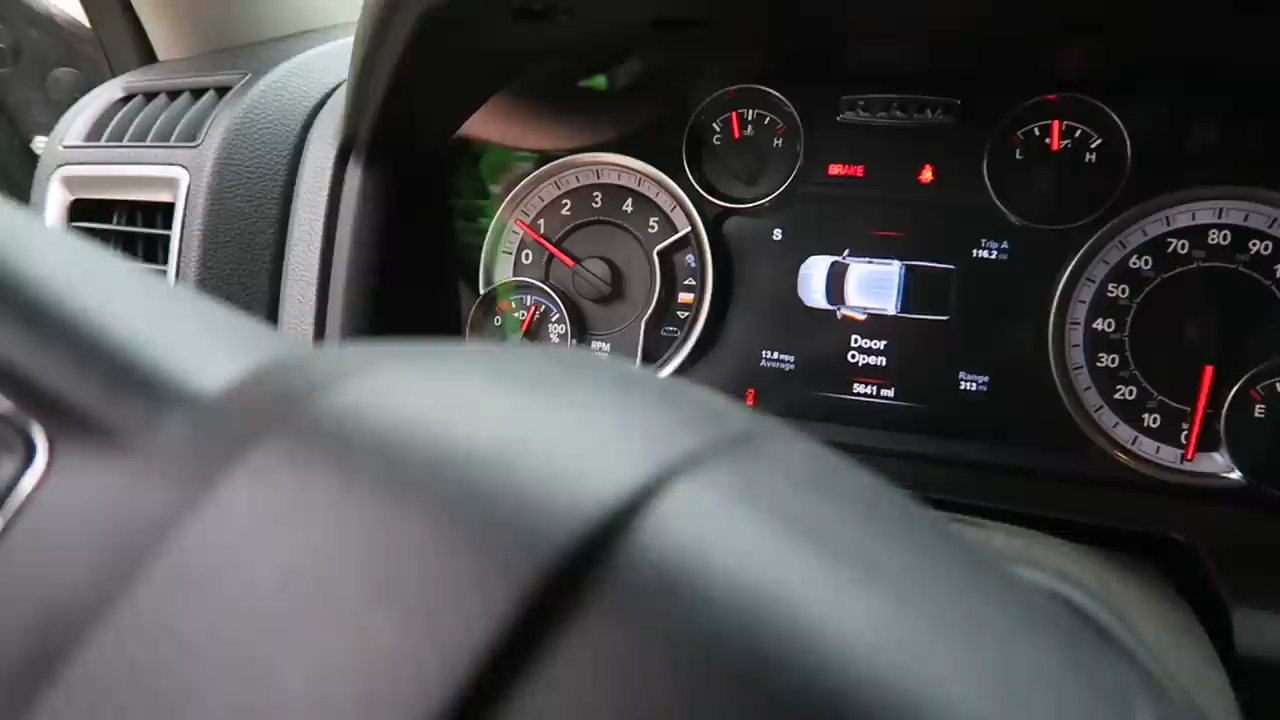 C H
BRAKE
L H
0 1 2 3 4 5
RPM
0 D 100
%
S
Trip A
116.2 mi
Door
Open
13.8 mpg
Average
Range
313 mi
5641 mi
10 20 30 40 50 60 70 80 90
E